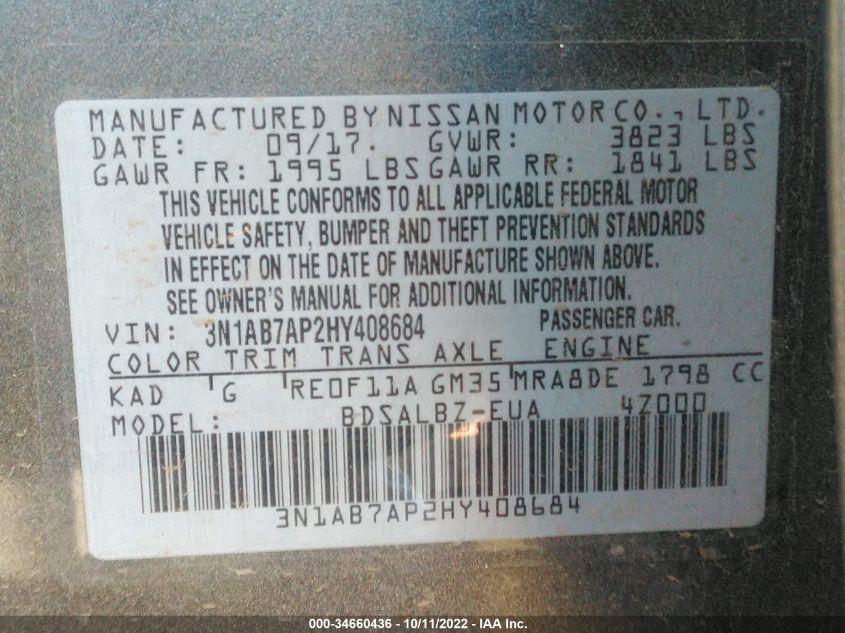 MANUFACTURED BY NISSAN MOTOR CO., LTD.
DATE: 09/17. GVWR: 3823 LBS
GAWR FR: 1995 LBS GAWR RR: 1841 LBS
THIS VEHICLE CONFORMS TO ALL APPLICABLE FEDERAL MOTOR
VEHICLE SAFETY, BUMPER AND THEFT PREVENTION STANDARDS
IN EFFECT ON THE DATE OF MANUFACTURE SHOWN ABOVE.
SEE OWNER'S MANUAL FOR ADDITIONAL INFORMATION.
VIN: 3N1AB7AP2HY408684 PASSENGER CAR.
COLOR TRIM TRANS AXLE ENGINE
KAD G RE0F11A GM35 MRA8DE 1798 CC
MODEL: BDSALBZ-EUA 4Z000
3N1AB7AP2HY408684
000-34660436 - 10/11/2022 - IAA Inc.